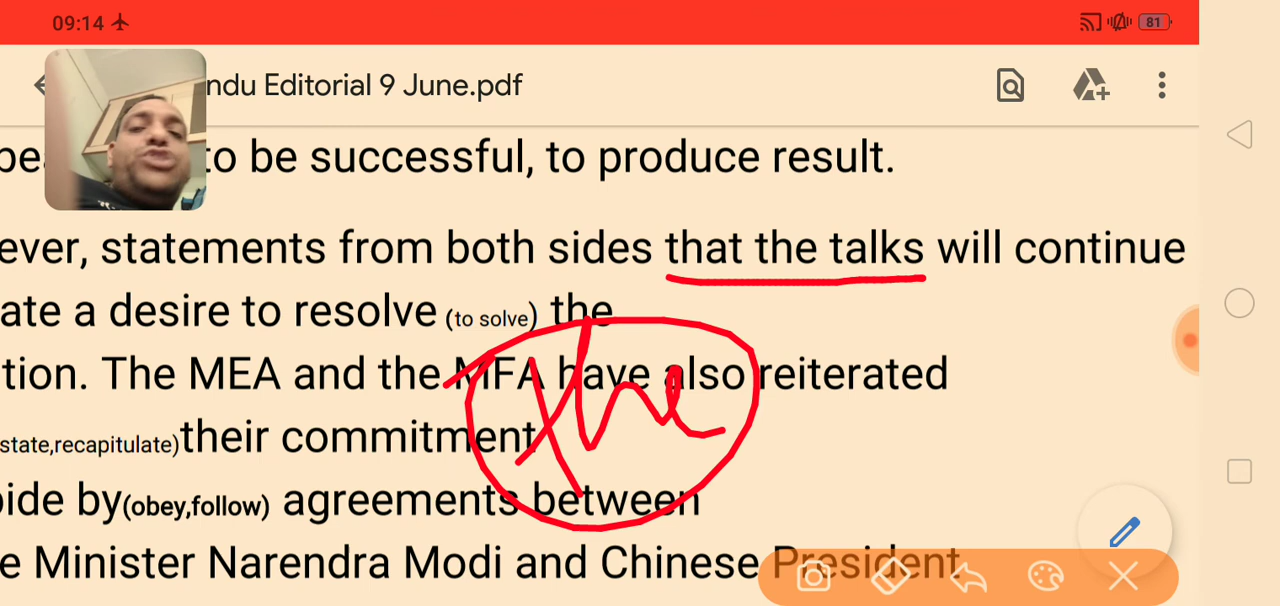 09:14
81
ndu Editorial 9 June.pdf
to be successful, to produce result.
ever, statements from both sides that the talks will continue
ate a desire to resolve (to solve) the
tion. The MEA and the MFA have also reiterated
state,recapitulate) their commitment
ide by(obey,follow) agreements between
e Minister Narendra Modi and Chinese President
the